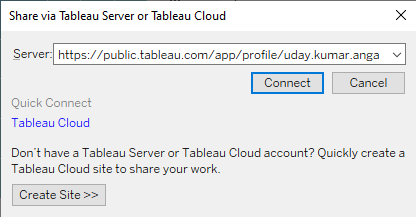 Share via Tableau Server or Tableau Cloud
Server: https://public.tableau.com/app/profile/uday.kumar.anga
Connect Cancel
Quick Connect
Tableau Cloud
Don't have a Tableau Server or Tableau Cloud account? Quickly create a
Tableau Cloud site to share your work.
Create Site >>